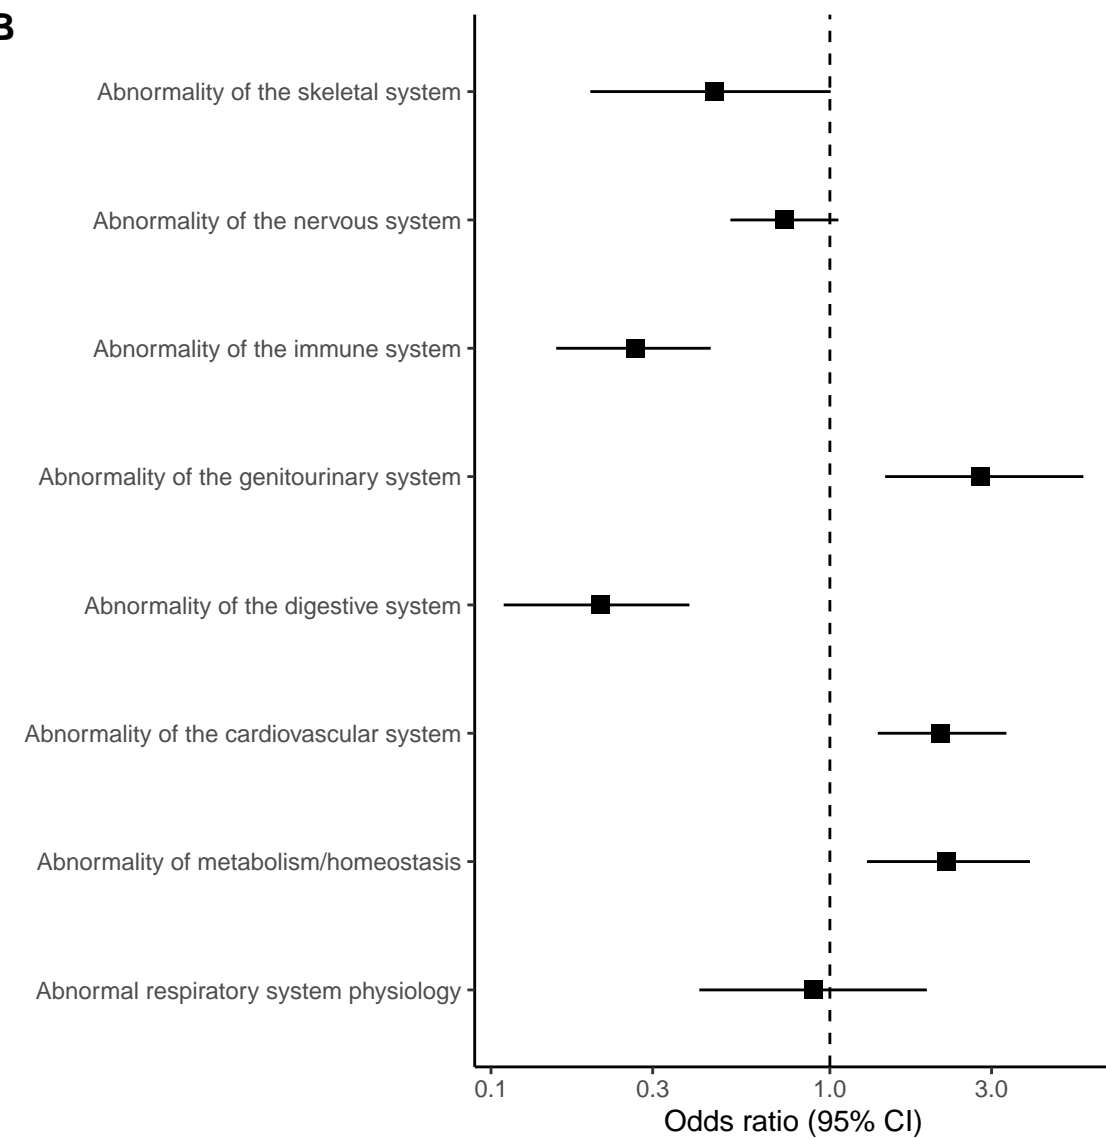 B
Abnormality of the skeletal system
Abnormality of the nervous system
Abnormality of the immune system
Abnormality of the genitourinary system
Abnormality of the digestive system
Abnormality of the cardiovascular system
Abnormality of metabolism/homeostasis
Abnormal respiratory system physiology
0.1 0.3 1.0 3.0
Odds ratio (95% CI)